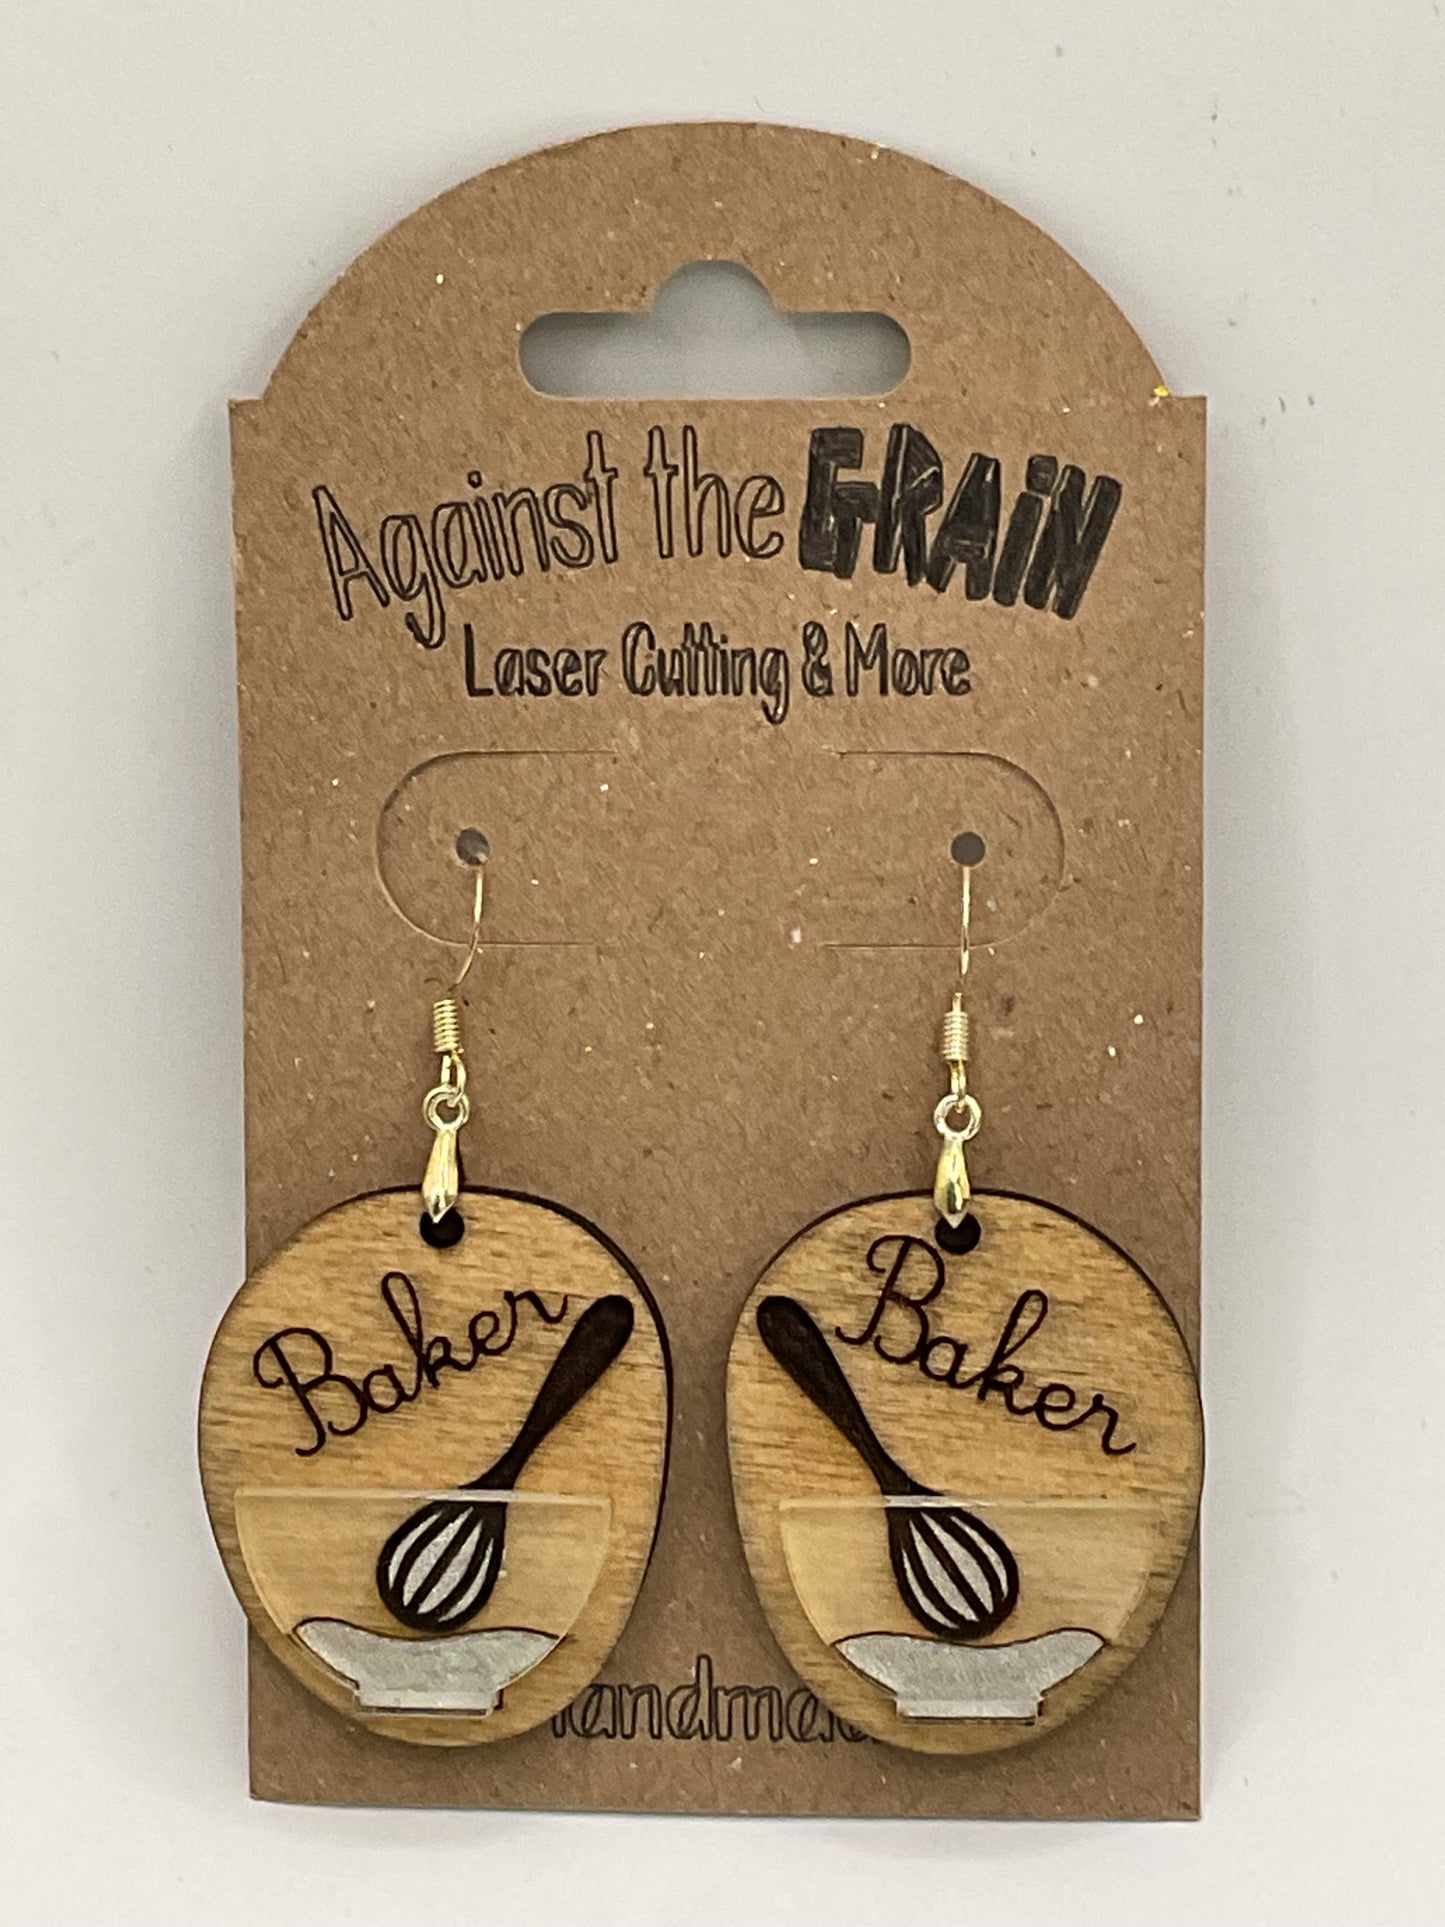 Against the GRAiN
Laser Cutting & More
Baker
Baker